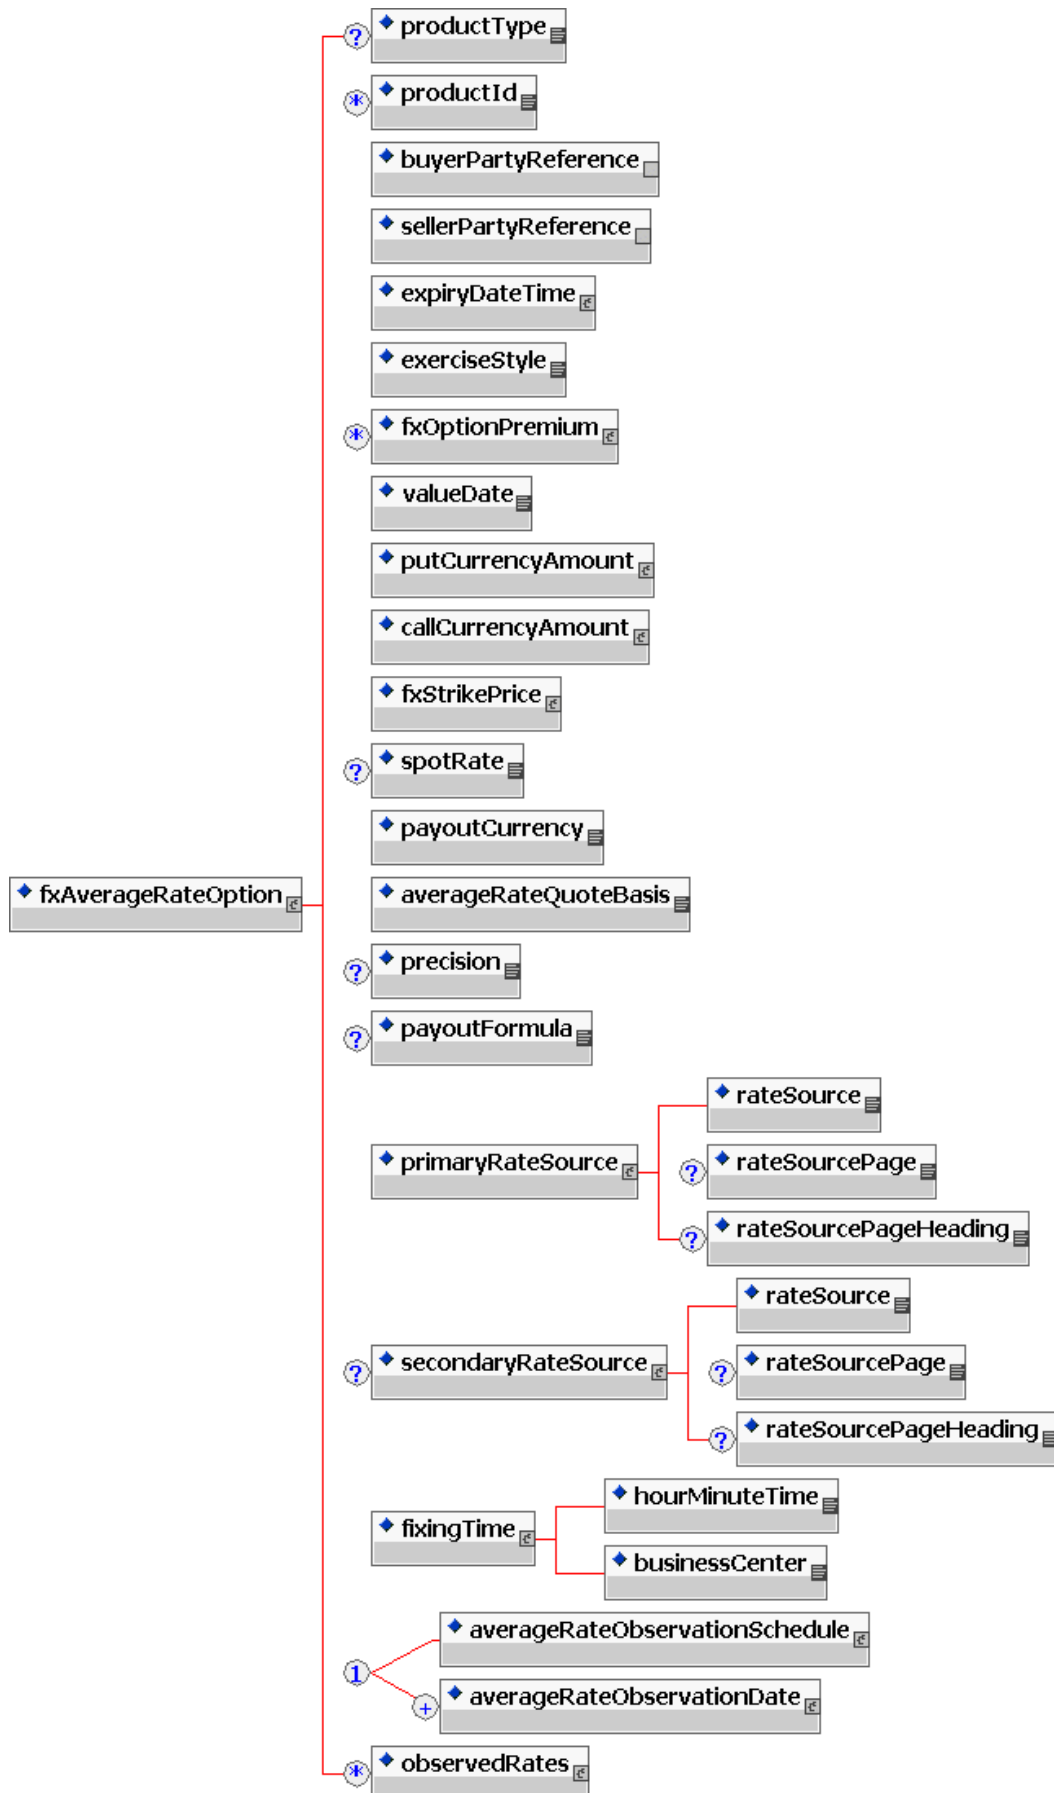 ? productType
* productId
buyerPartyReference
sellerPartyReference
expiryDateTime
exerciseStyle
* fxOptionPremium
valueDate
putCurrencyAmount
callCurrencyAmount
fxStrikePrice
? spotRate
payoutCurrency
fxAverageRateOption
averageRateQuoteBasis
? precision
? payoutFormula
rateSource
primaryRateSource
? rateSourcePage
? rateSourcePageHeading
rateSource
? secondaryRateSource
? rateSourcePage
? rateSourcePageHeading
hourMinuteTime
fixingTime
businessCenter
averageRateObservationSchedule
1
+ averageRateObservationDate
* observedRates